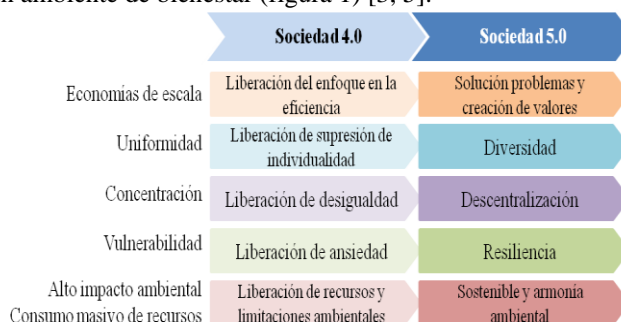 n ambiente de bienestar (figura 1) [3, 5].
Sociedad 4.0
Sociedad 5.0
Economías de escala
Liberación del enfoque en la
eficiencia
Solución problemas y
creación de valores
Uniformidad
Liberación de supresión de
individualidad
Diversidad
Concentración
Liberación de desigualdad
Descentralización
Vulnerabilidad
Liberación de ansiedad
Resiliencia
Alto impacto ambiental
Consumo masivo de recursos
Liberación de recursos y
limitaciones ambientales
Sostenible y armonía
ambiental